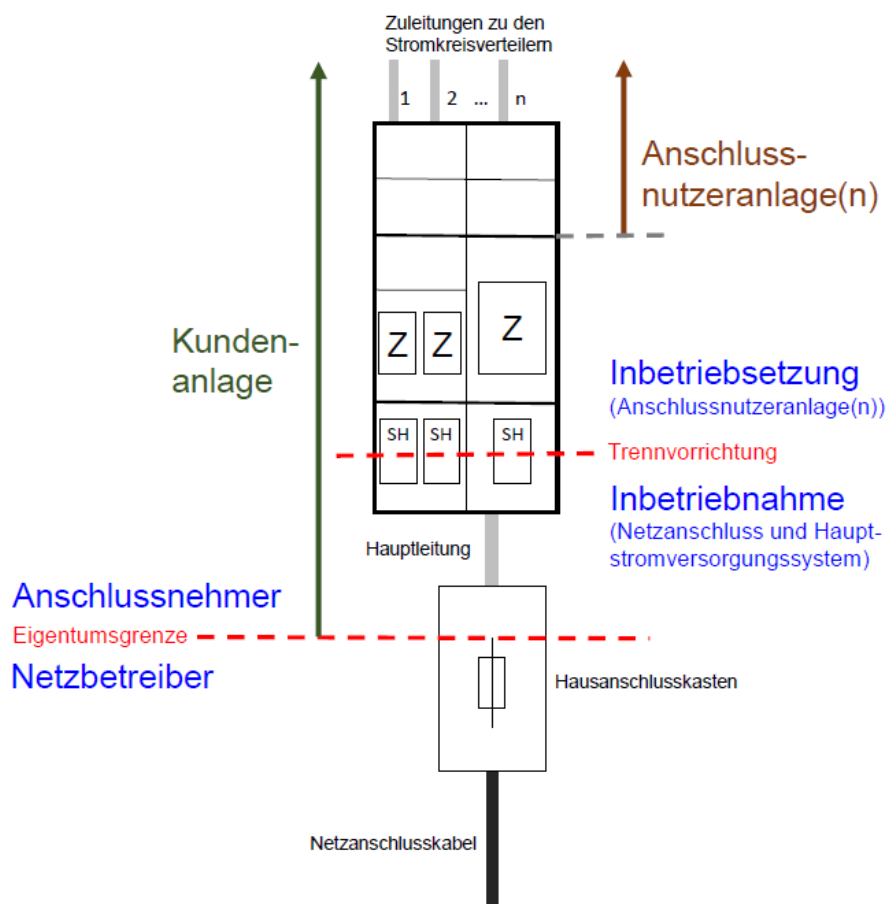 Zuleitungen zu den
Stromkreisverteilern
1 2 ... n
Anschluss-
nutzeranlage(n)
Kunden-
anlage
Z Z Z
Inbetriebsetzung
(Anschlussnutzeranlage(n))
SH SH SH
Trennvorrichtung
Inbetriebnahme
(Netzanschluss und Haupt-
stromversorgungssystem)
Hauptleitung
Anschlussnehmer
Eigentumsgrenze
Netzbetreiber
Hausanschlusskasten
Netzanschlusskabel